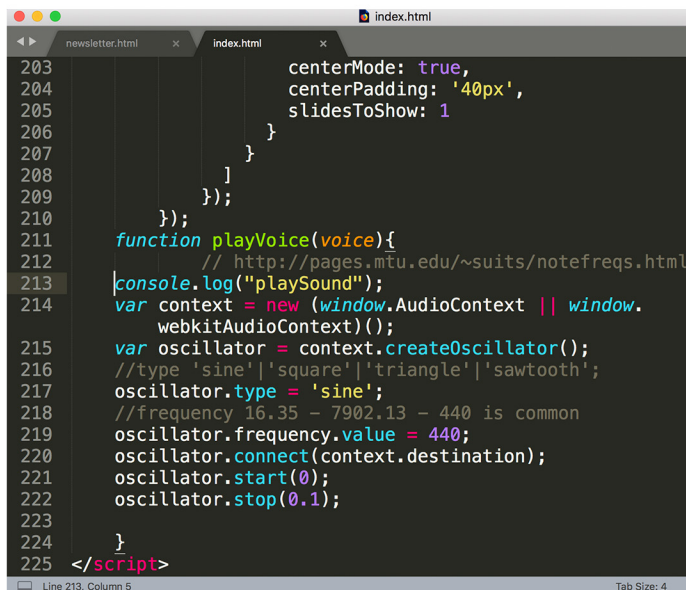 index.html
newsletter.html × index.html ×
203 centerMode: true,
204 centerPadding: '40px',
205 slidesToShow: 1
206 }
207 }
208 ]
209 });
210 });
211 function playVoice(voice){
212 // http://pages.mtu.edu/~suits/notefreqs.html
213 console.log("playSound");
214 var context = new (window.AudioContext || window.
webkitAudioContext)();
215 var oscillator = context.createOscillator();
216 //type 'sine'|'square'|'triangle'|'sawtooth';
217 oscillator.type = 'sine';
218 //frequency 16.35 - 7902.13 - 440 is common
219 oscillator.frequency.value = 440;
220 oscillator.connect(context.destination);
221 oscillator.start(0);
222 oscillator.stop(0.1);
223
224 }
225 </script>
Line 213, Column 5 Tab Size: 4